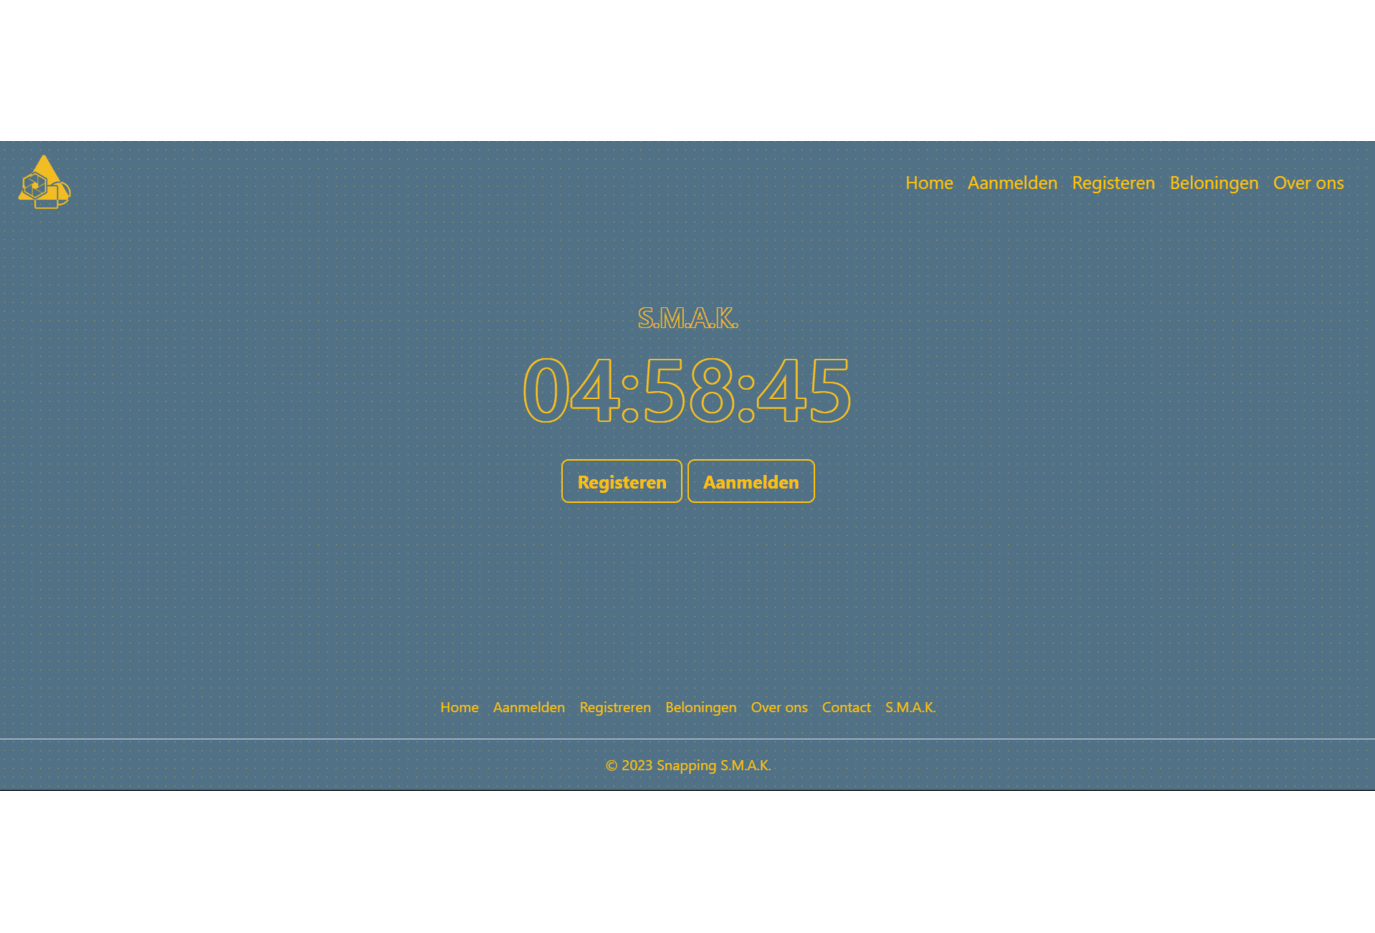 Home Aanmelden Registeren Beloningen Over ons
S.M.A.K.
04:58:45
Registeren Aanmelden
Home Aanmelden Registreren Beloningen Over ons Contact S.M.A.K.
© 2023 Snapping S.M.A.K.